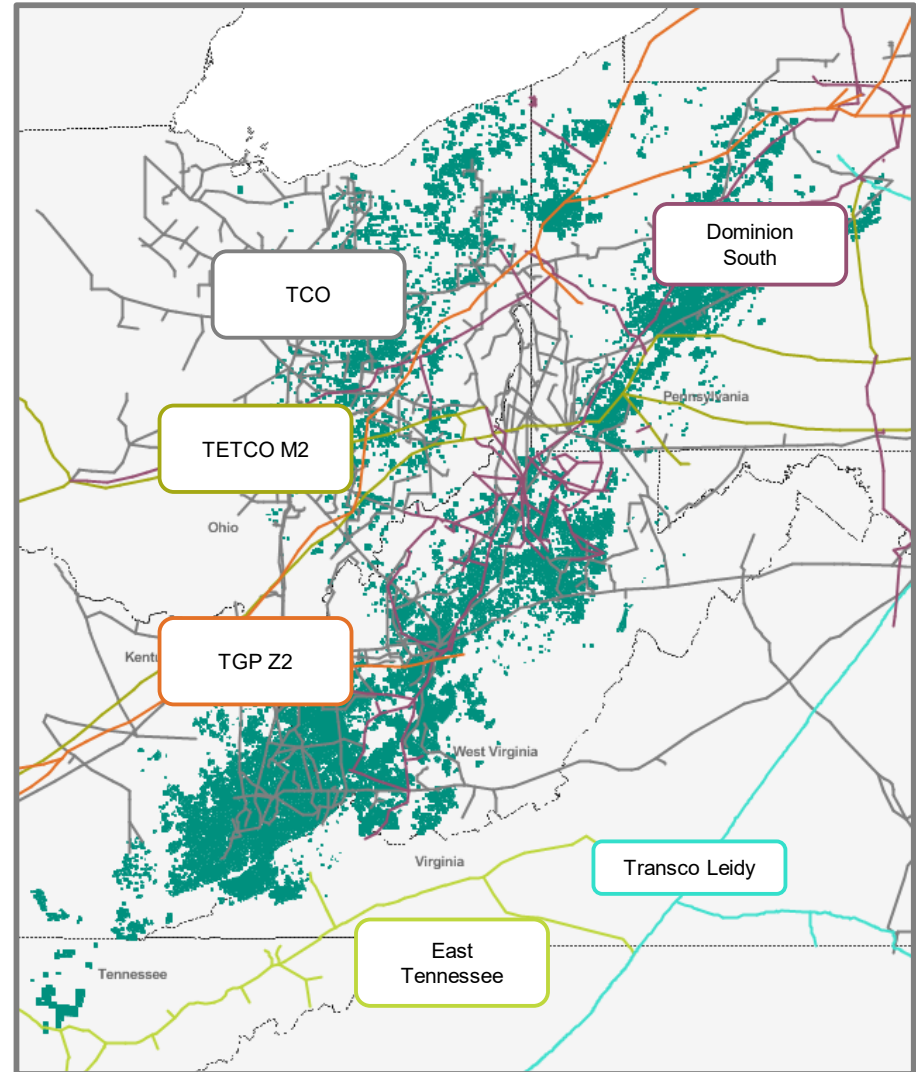 Dominion
South
TCO
Pennsylvania
TETCO M2
Ohio
Kentu
TGP Z2
West Virginia
Virginia
Transco Leidy
East
Tennessee
Tennessee